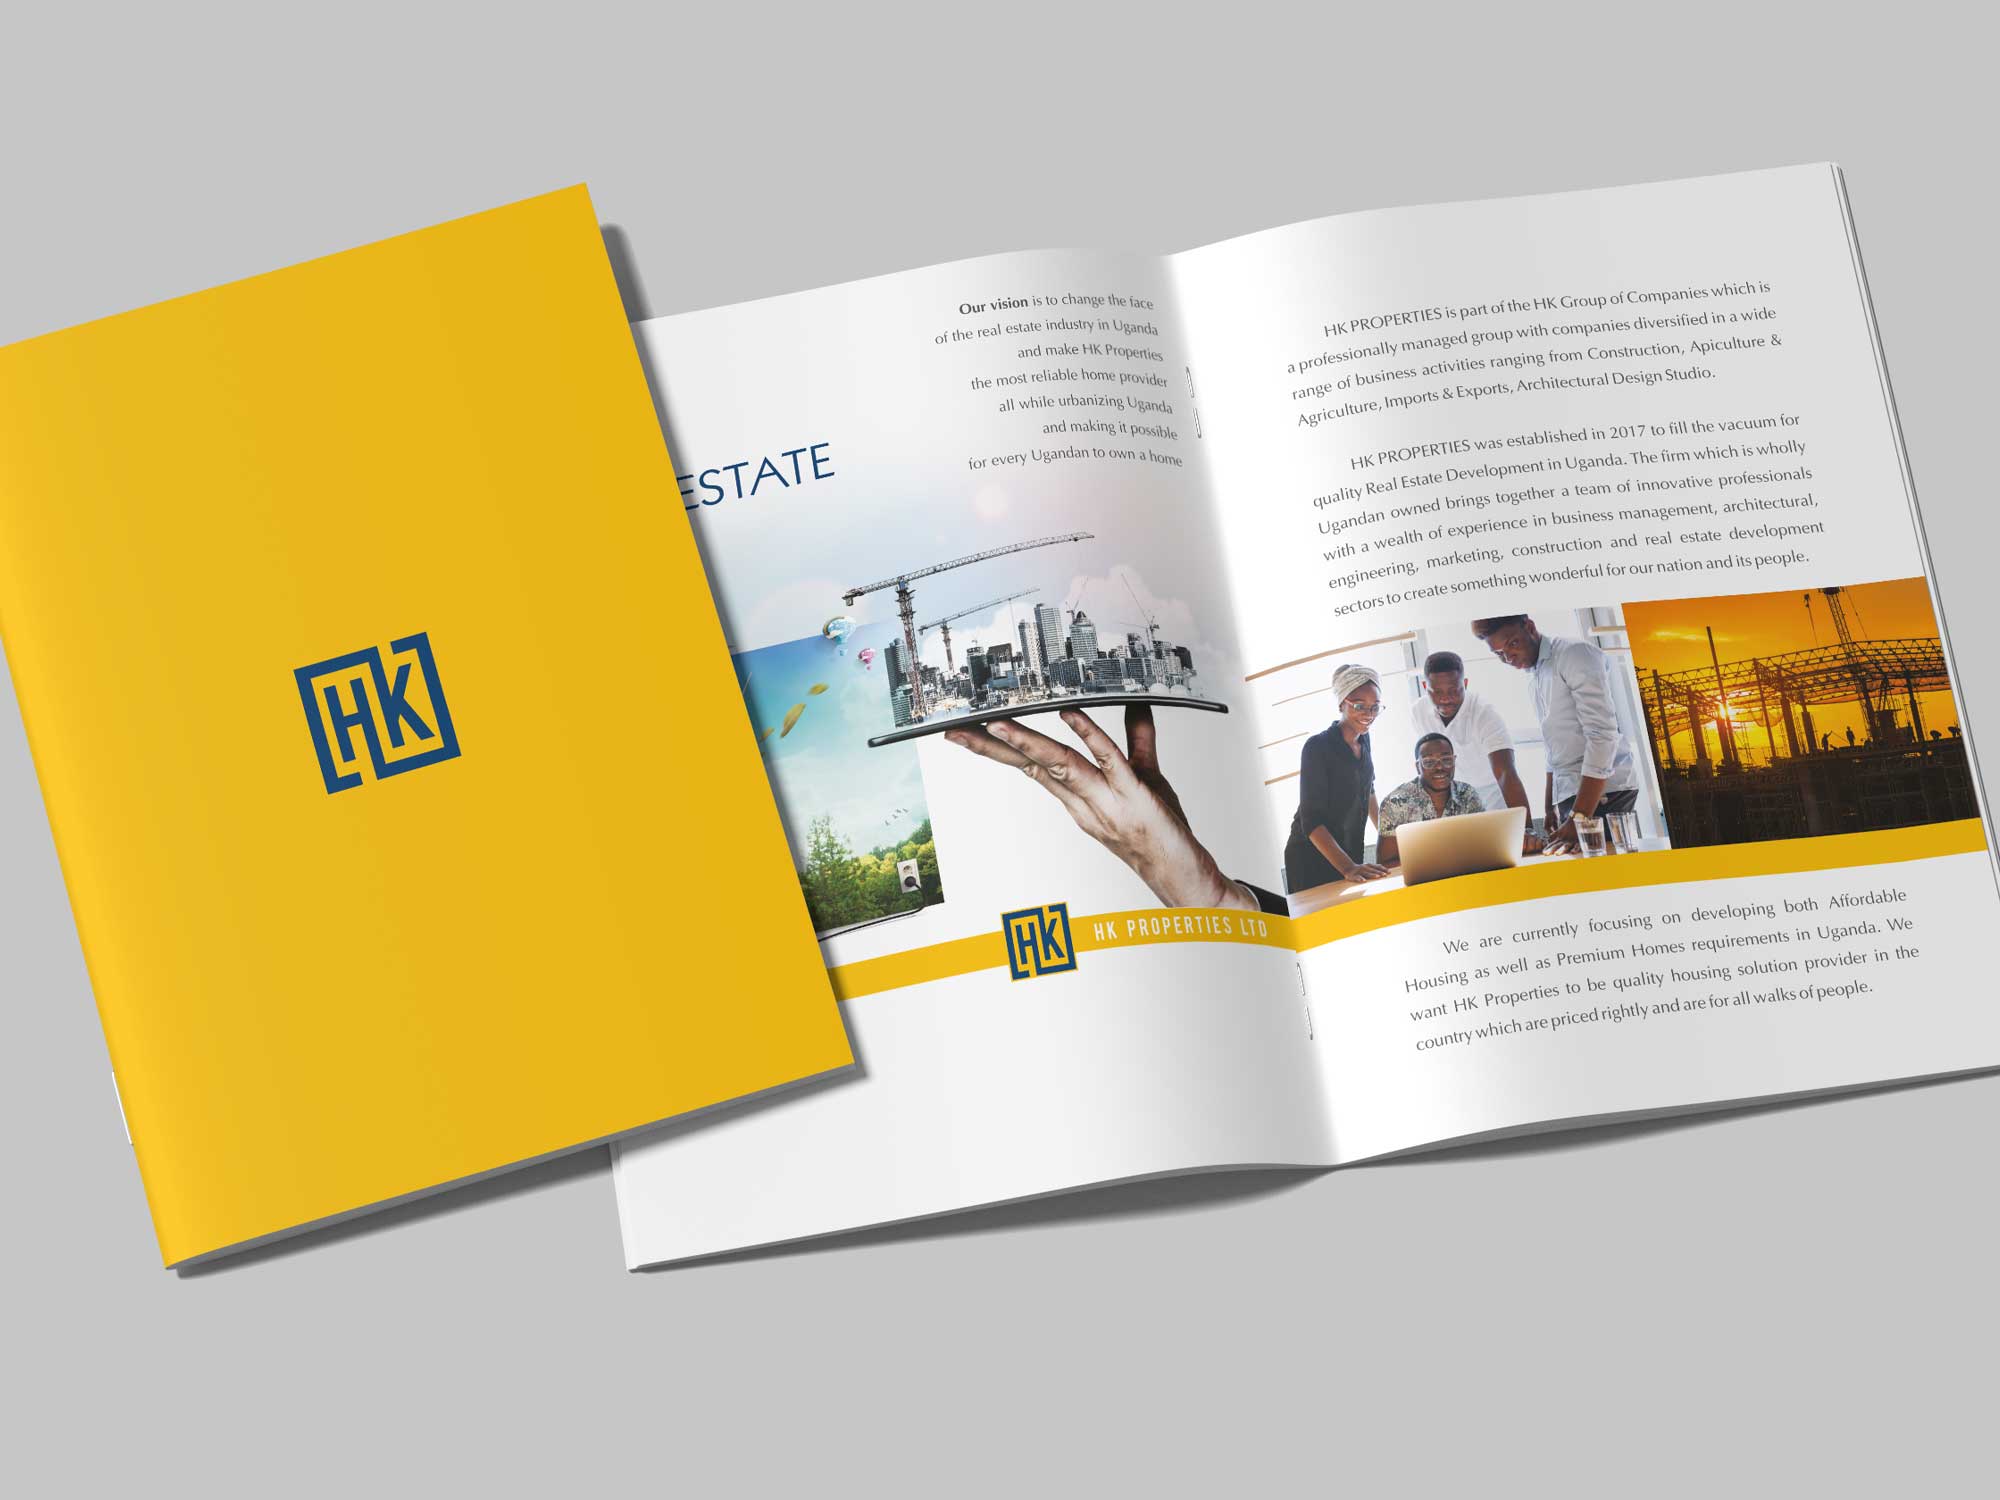 HK
ESTATE
Our vision is to change the face
of the real estate industry in Uganda
and make HK Properties
the most reliable home provider
all while urbanizing Uganda
and making it possible
for every Ugandan to own a home
HK
HK PROPERTIES LTD
HK PROPERTIES is part of the HK Group of Companies which is
a professionally managed group with companies diversified in a wide
range of business activities ranging from Construction, Apiculture &
Agriculture, Imports & Exports, Architectural Design Studio.
HK PROPERTIES was established in 2017 to fill the vacuum for
quality Real Estate Development in Uganda. The firm which is wholly
Ugandan owned brings together a team of innovative professionals
with a wealth of experience in business management, architectural,
engineering, marketing, construction and real estate development
sectors to create something wonderful for our nation and its people.
We are currently focusing on developing both Affordable
Housing as well as Premium Homes requirements in Uganda. We
want HK Properties to be quality housing solution provider in the
country which are priced rightly and are for all walks of people.